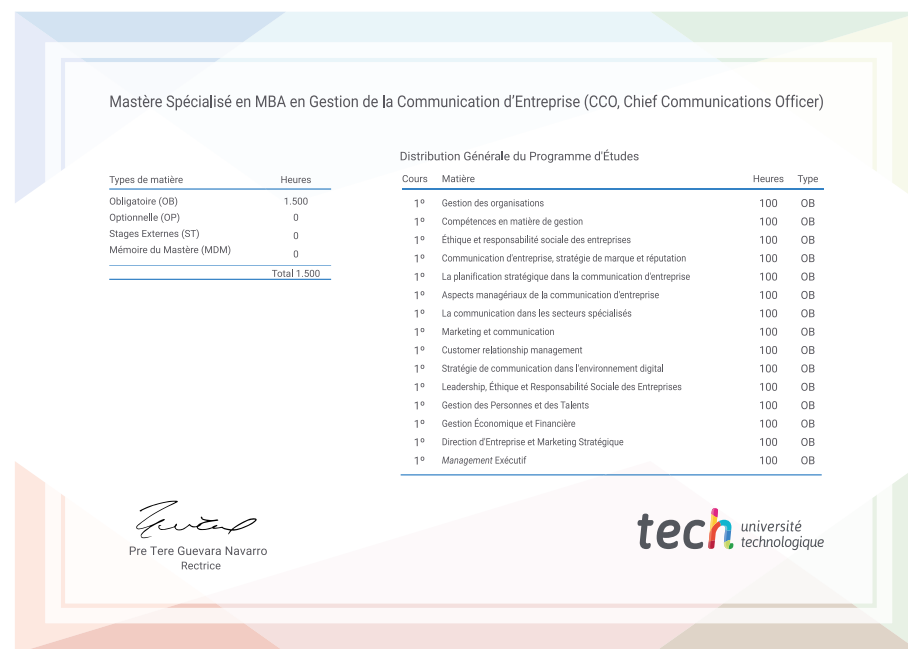 Mastère Spécialisé en MBA en Gestion de la Communication d'Entreprise (CCO, Chief Communications Officer)
Types de matière Heures
Obligatoire (OB) 1.500
Optionnelle (OP) 0
Stages Externes (ST) 0
Mémoire du Mastère (MDM) 0
Total 1.500
Distribution Générale du Programme d'Études
Cours Matière Heures Type
1º Gestion des organisations 100 OB
1º Compétences en matière de gestion 100 OB
1º Éthique et responsabilité sociale des entreprises 100 OB
1º Communication d'entreprise, stratégie de marque et réputation 100 OB
1º La planification stratégique dans la communication d'entreprise 100 OB
1º Aspects managériaux de la communication d'entreprise 100 OB
1º La communication dans les secteurs spécialisés 100 OB
1º Marketing et communication 100 OB
1º Customer relationship management 100 OB
1º Stratégie de communication dans l'environnement digital 100 OB
1º Leadership, Éthique et Responsabilité Sociale des Entreprises 100 OB
1º Gestion des Personnes et des Talents 100 OB
1º Gestion Économique et Financière 100 OB
1º Direction d'Entreprise et Marketing Stratégique 100 OB
1º Management Exécutif 100 OB
Pre Tere Guevara Navarro
Rectrice
tech université
technologique